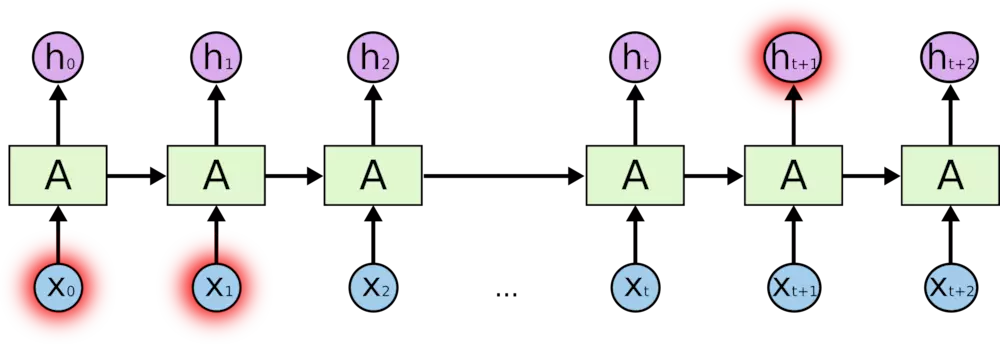 h₀ h₁ h₂ hₜ hₜ₊₁ hₜ₊₂
A A A A A A
x₀ x₁ x₂ ... xₜ xₜ₊₁ xₜ₊₂